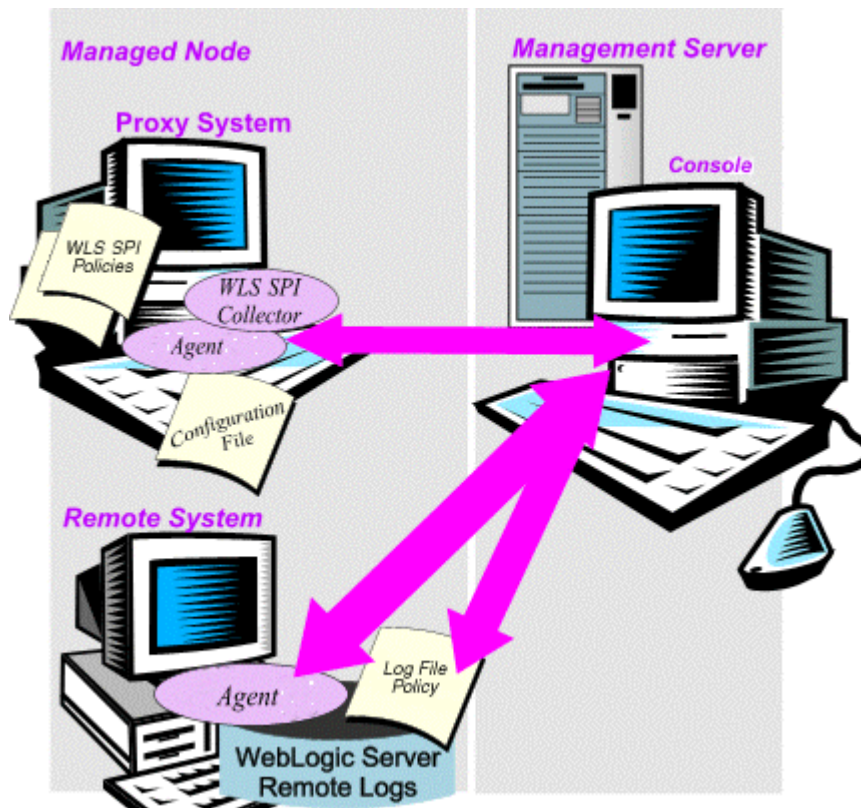 Managed Node
Management Server
Proxy System
Console
WLS SPI
Policies
WLS SPI
Collector
Agent
Configuration
File
Remote System
Log File
Policy
Agent
WebLogic Server
Remote Logs